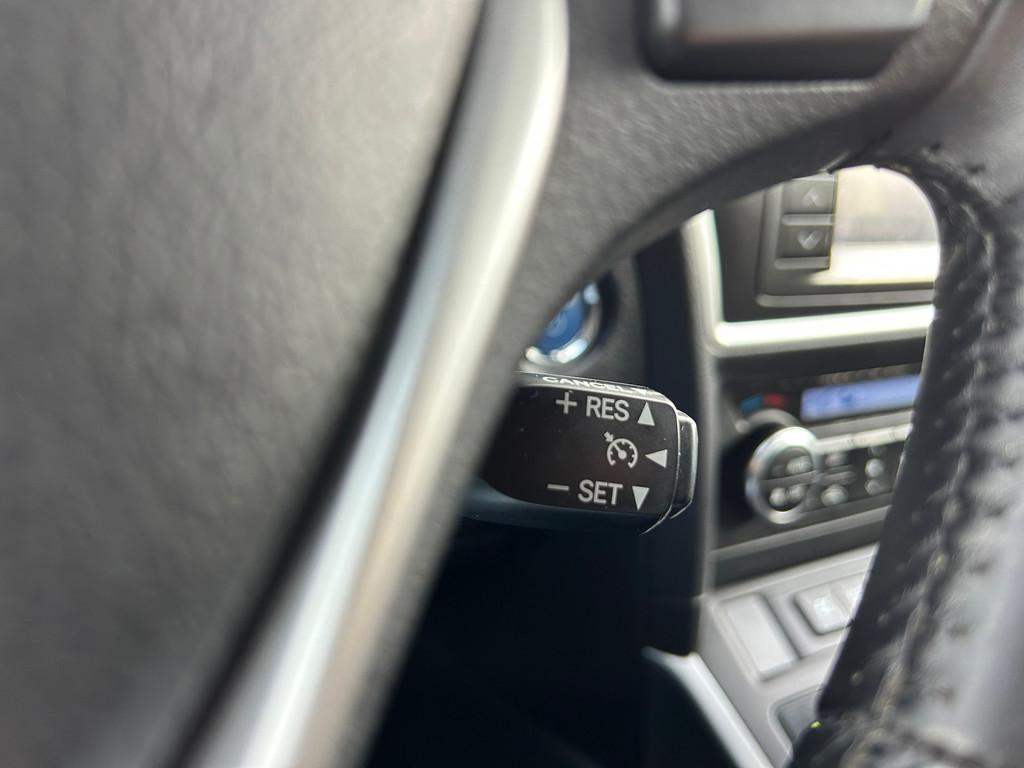 CANCEL
+ RES ▲
◄
− SET ▼